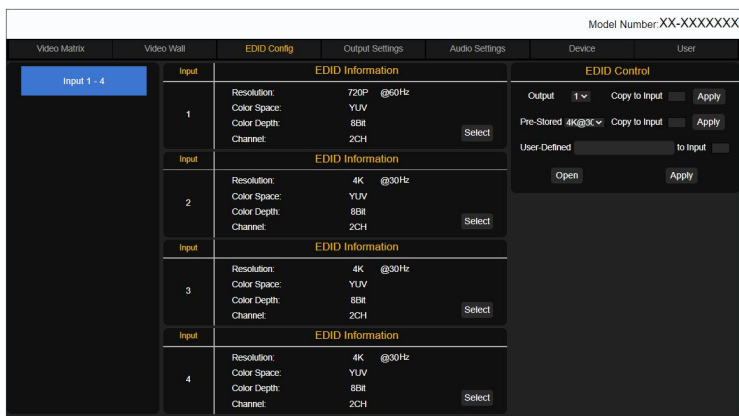 Model Number:XX-XXXXXXX
Video Matrix Video Wall EDID Config Output Settings Audio Settings Device User
Input 1 - 4
Input EDID Information
1
Resolution: 720P @60Hz
Color Space: YUV
Color Depth: 8Bit
Channel: 2CH
Select
Input EDID Information
2
Resolution: 4K @30Hz
Color Space: YUV
Color Depth: 8Bit
Channel: 2CH
Select
Input EDID Information
3
Resolution: 4K @30Hz
Color Space: YUV
Color Depth: 8Bit
Channel: 2CH
Select
Input EDID Information
4
Resolution: 4K @30Hz
Color Space: YUV
Color Depth: 8Bit
Channel: 2CH
Select
EDID Control
Output 1 Copy to Input Apply
Pre-Stored 4K@30 Copy to Input Apply
User-Defined to Input
Open Apply